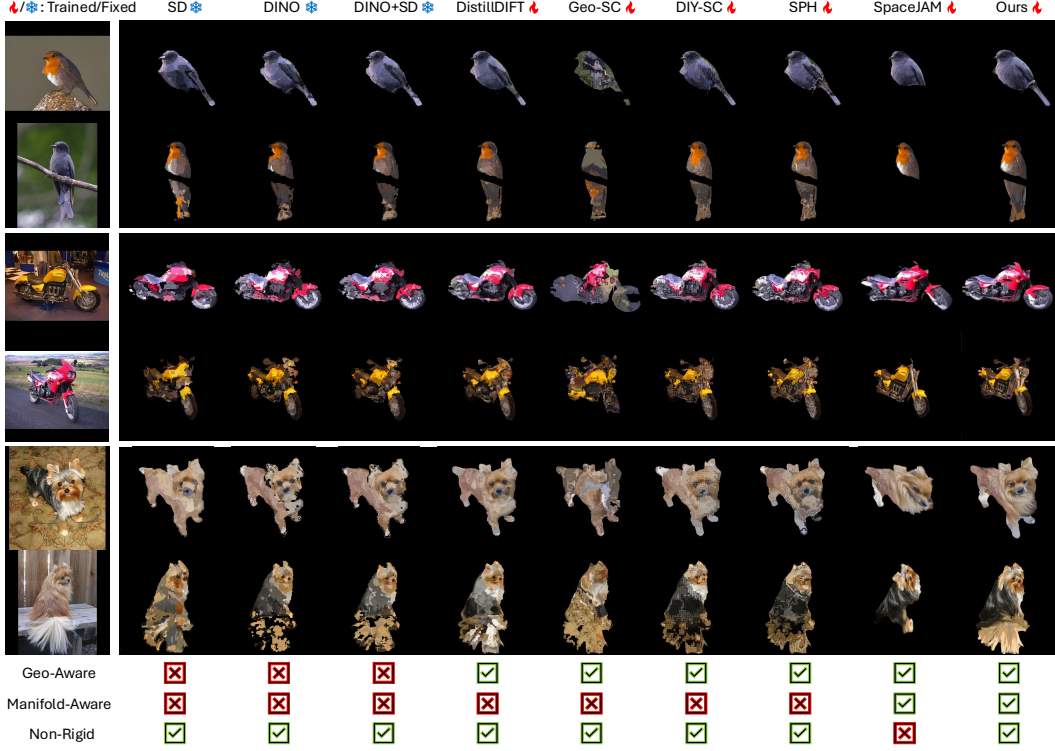 🔥/❄: Trained/Fixed SD ❄ DINO ❄ DINO+SD ❄ DistillDIFT 🔥 Geo-SC 🔥 DIY-SC 🔥 SPH 🔥 SpaceJAM 🔥 Ours 🔥
Geo-Aware
Manifold-Aware
Non-Rigid